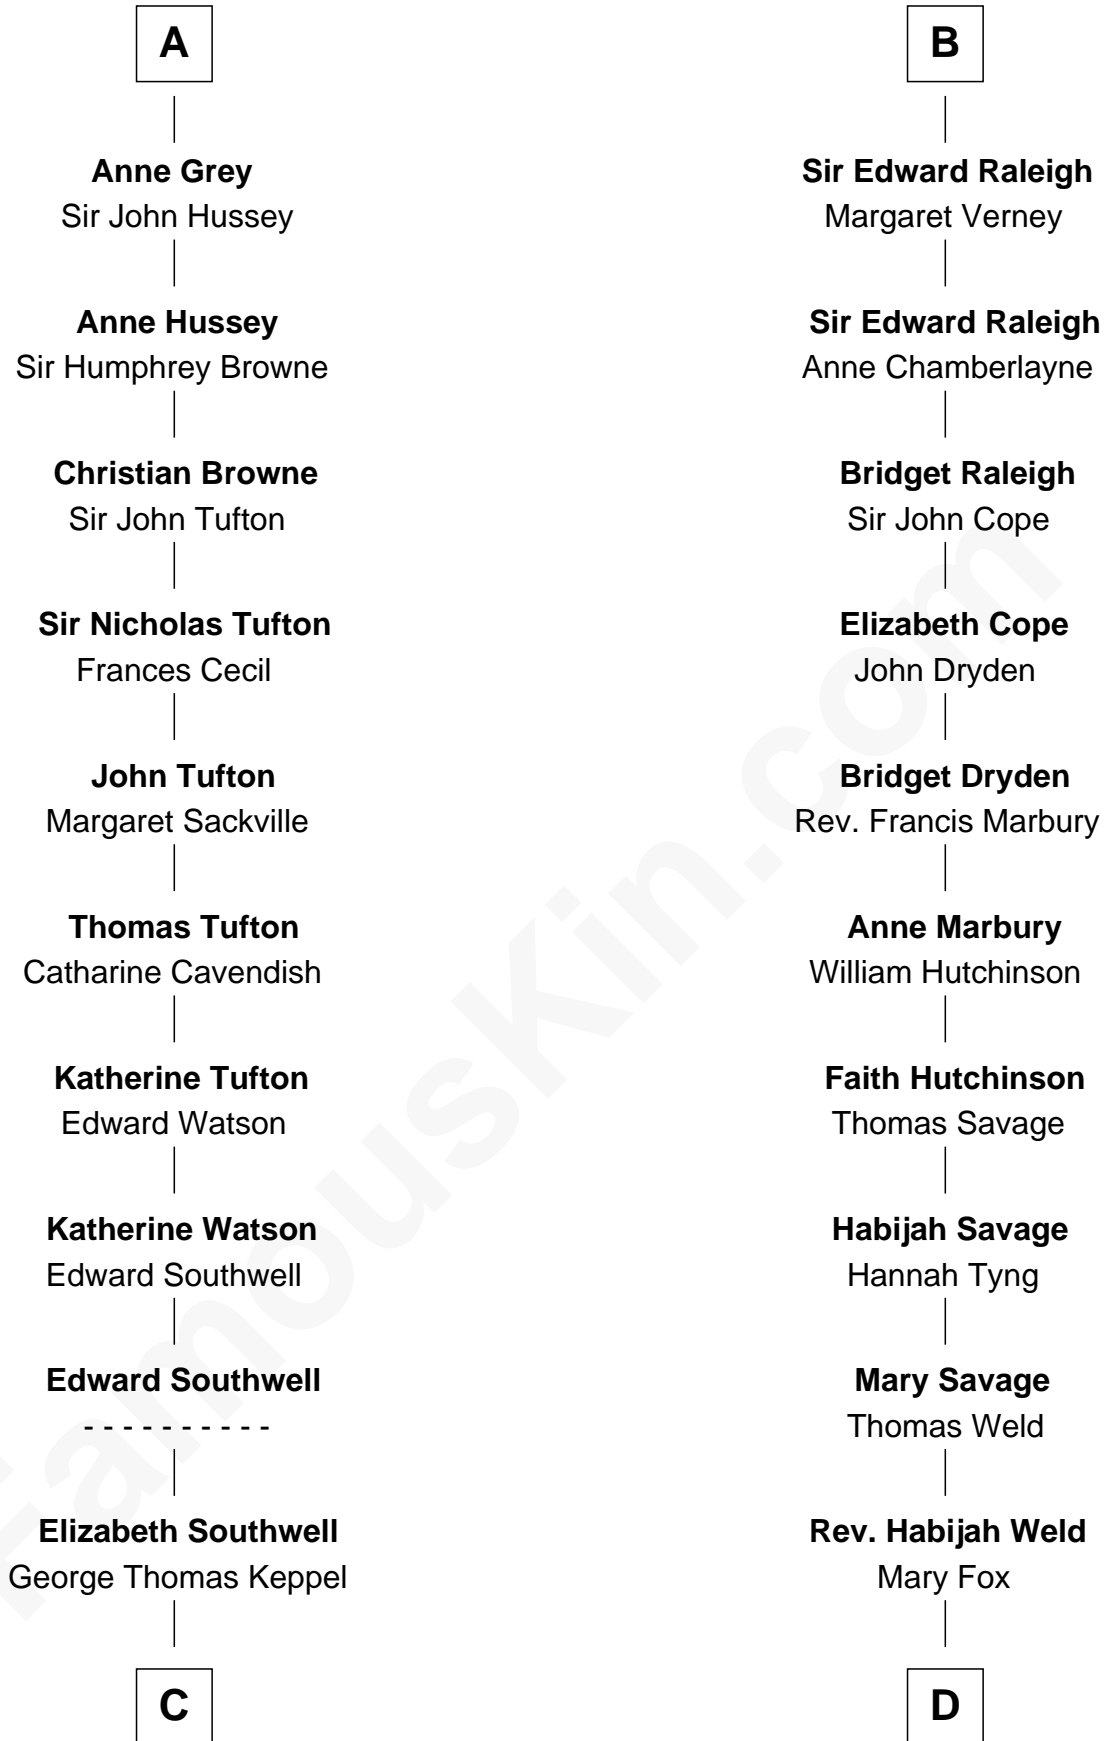 A
Anne Grey
Sir John Hussey
Anne Hussey
Sir Humphrey Browne
Christian Browne
Sir John Tufton
Sir Nicholas Tufton
Frances Cecil
John Tufton
Margaret Sackville
Thomas Tufton
Catharine Cavendish
Katherine Tufton
Edward Watson
Katherine Watson
Edward Southwell
Edward Southwell
- - - - - - - - - -
Elizabeth Southwell
George Thomas Keppel
C
B
Sir Edward Raleigh
Margaret Verney
Sir Edward Raleigh
Anne Chamberlayne
Bridget Raleigh
Sir John Cope
Elizabeth Cope
John Dryden
Bridget Dryden
Rev. Francis Marbury
Anne Marbury
William Hutchinson
Faith Hutchinson
Thomas Savage
Habijah Savage
Hannah Tyng
Mary Savage
Thomas Weld
Rev. Habijah Weld
Mary Fox
D
FamousKin.com